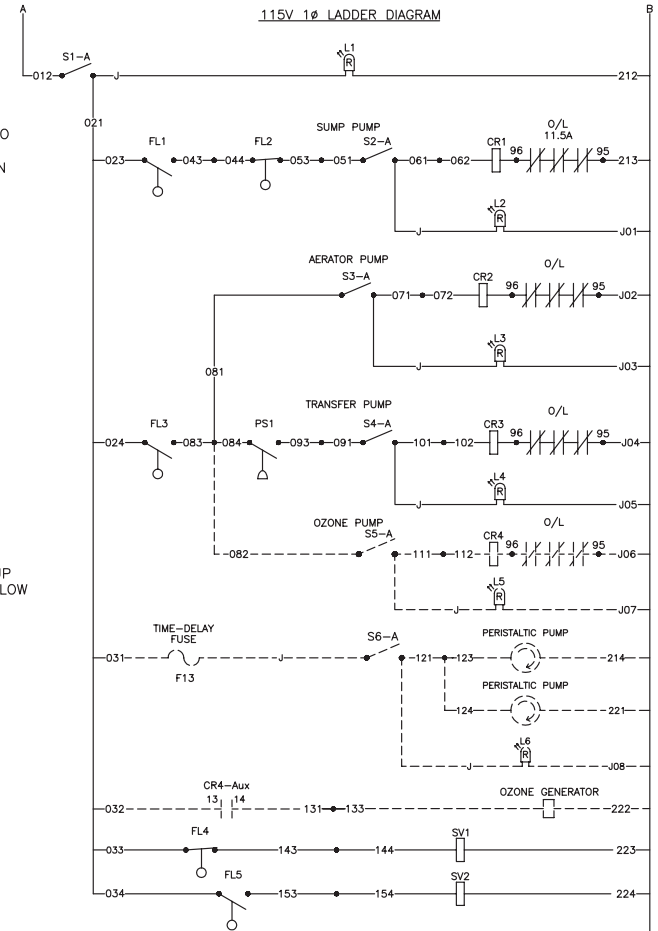 115V 1ø LADDER DIAGRAM
A
B
S1-A
L1
R
012
J
212
021
O
N
SUMP PUMP
FL1
FL2
S2-A
CR1
O/L
11.5A
023
043
044
053
051
061
062
96
95
213
L2
R
J
J01
AERATOR PUMP
S3-A
CR2
O/L
071
072
96
95
J02
L3
R
J
J03
081
TRANSFER PUMP
FL3
PS1
S4-A
CR3
O/L
024
083
084
093
091
101
102
96
95
J04
L4
R
J
J05
OZONE PUMP
S5-A
CR4
O/L
082
111
112
96
95
J06
UP
LOW
L5
R
J
J07
TIME-DELAY
FUSE
F13
S6-A
PERISTALTIC PUMP
031
J
121
123
214
PERISTALTIC PUMP
124
221
L6
R
J
J08
CR4-Aux
13 14
OZONE GENERATOR
032
131
133
222
FL4
SV1
033
143
144
223
FL5
SV2
034
153
154
224